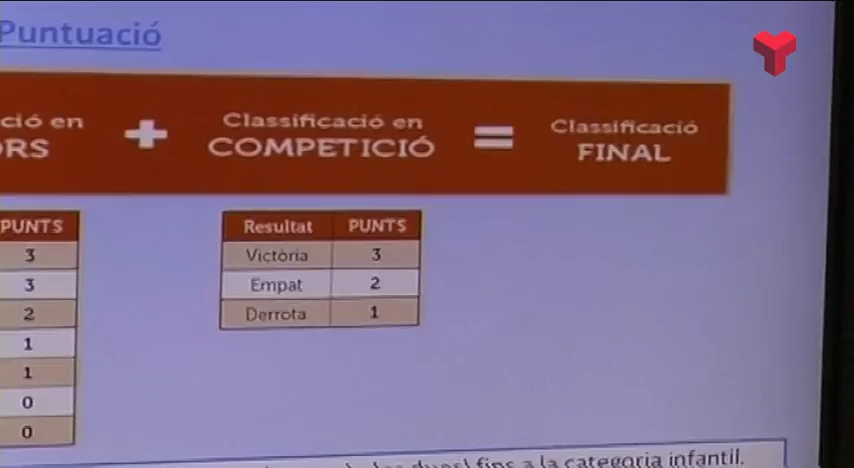 Puntuació
ció en
RS
+
Classificació en
COMPETICIÓ
=
Classificació
FINAL
PUNTS
3
3
2
1
1
0
0
Resultat PUNTS
Victòria 3
Empat 2
Derrota 1
fins a la categoria infantil.